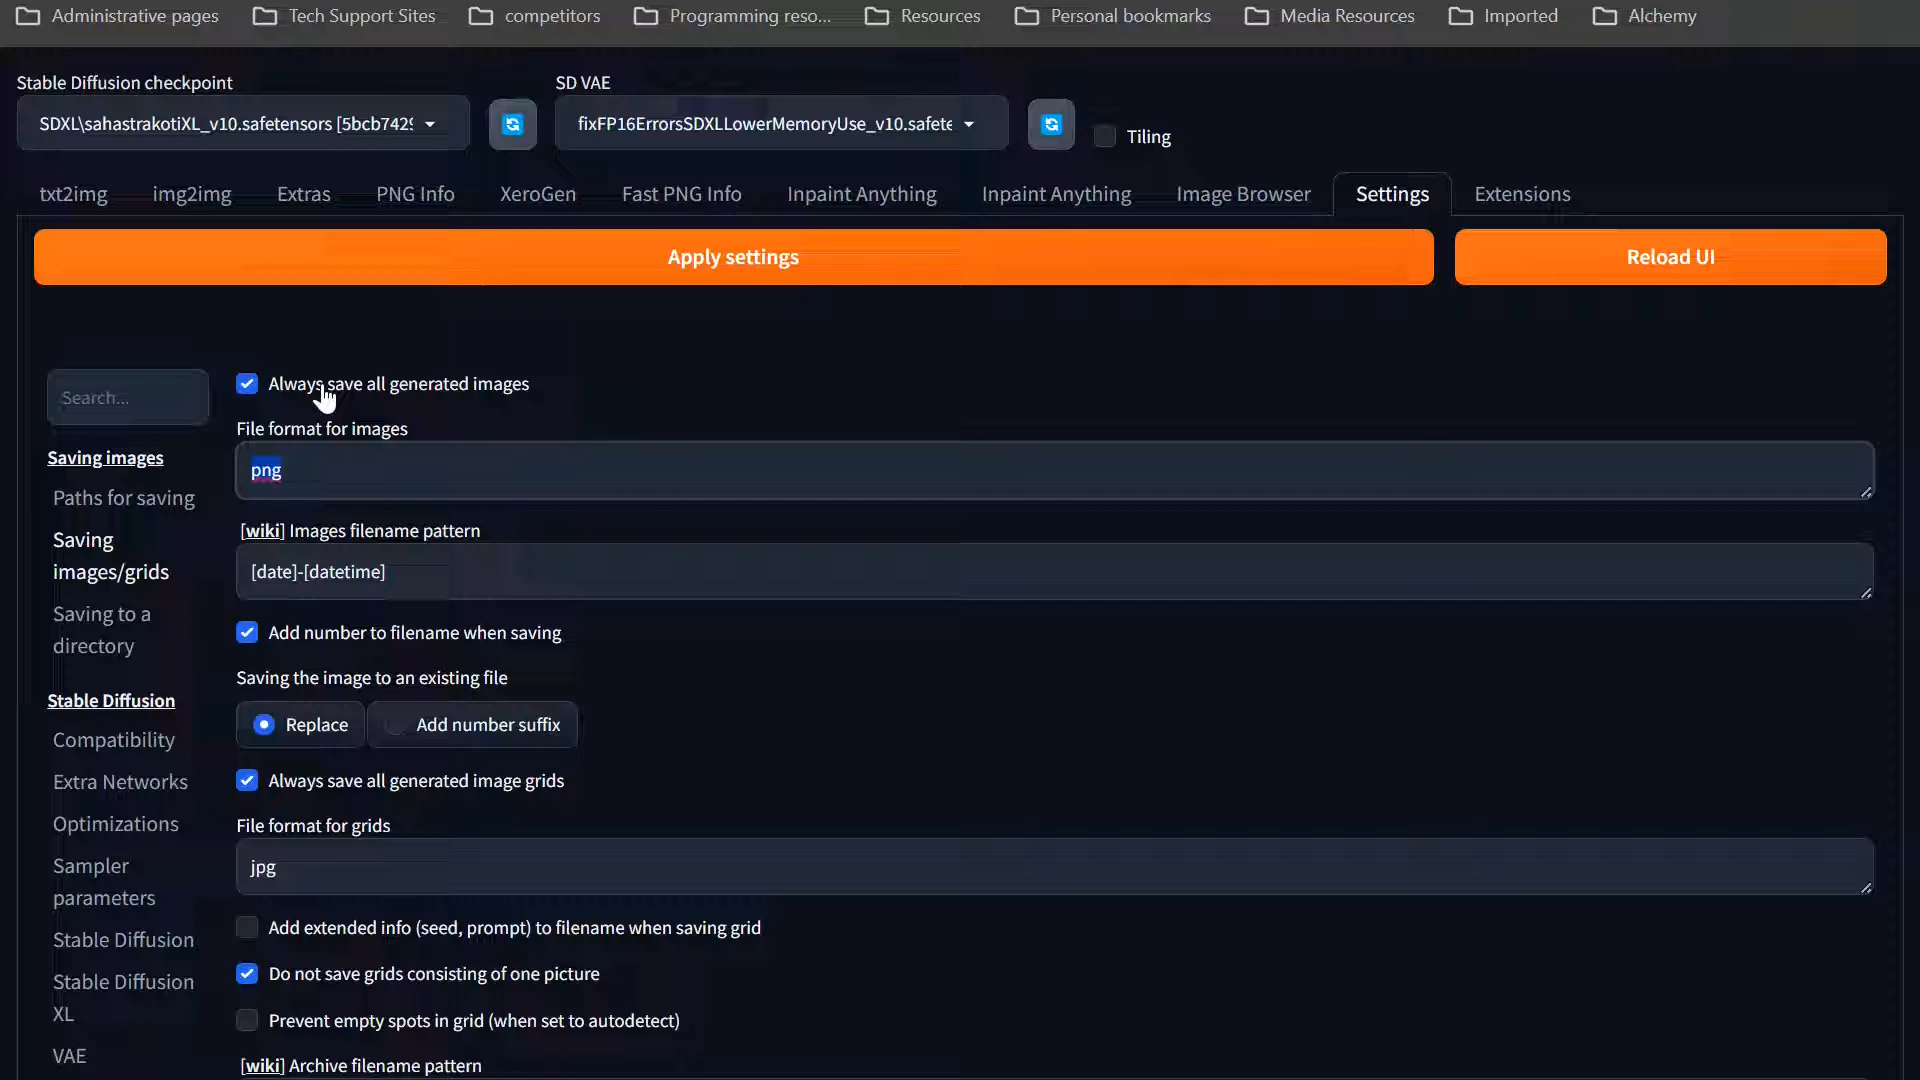 Administrative pages
Tech Support Sites
competitors
Programming reso...
Resources
Personal bookmarks
Media Resources
Imported
Alchemy
Stable Diffusion checkpoint
SD VAE
SDXL\sahastrakotiXL_v10.safetensors [5bcb7429
fixFP16ErrorsSDXLLowerMemoryUse_v10.safete
Tiling
txt2img
img2img
Extras
PNG Info
XeroGen
Fast PNG Info
Inpaint Anything
Inpaint Anything
Image Browser
Settings
Extensions
Apply settings
Reload UI
Search...
Saving images
Paths for saving
Saving
images/grids
Saving to a
directory
Stable Diffusion
Compatibility
Extra Networks
Optimizations
Sampler
parameters
Stable Diffusion
Stable Diffusion
XL
VAE
Always save all generated images
File format for images
png
[wiki] Images filename pattern
[date]-[datetime]
Add number to filename when saving
Saving the image to an existing file
Replace
Add number suffix
Always save all generated image grids
File format for grids
jpg
Add extended info (seed, prompt) to filename when saving grid
Do not save grids consisting of one picture
Prevent empty spots in grid (when set to autodetect)
[wiki] Archive filename pattern